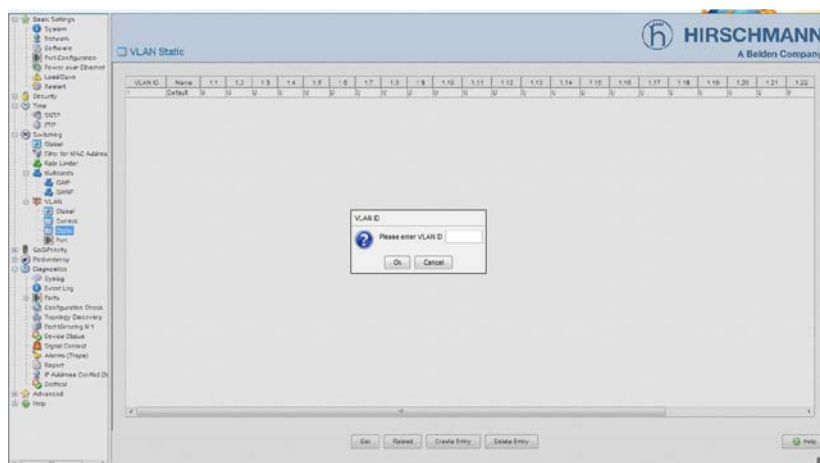 Basic Settings
System
Network
Software
Port Configuration
Power over Ethernet
Load/Save
Restart
Security
Time
SNTP
PTP
Switching
Global
Filter for MAC Address
Rate Limiter
Multicasts
IGMP
GMRP
VLAN
Global
Current
Static
Port
QoS/Priority
Redundancy
Diagnostics
Syslog
Event Log
Ports
Configuration Check
Topology Discovery
Port Mirroring N:1
Device Status
Signal Contact
Alarms (Traps)
Report
IP Address Conflict De
Selftest
Advanced
Help
VLAN Static
HIRSCHMANN
A Belden Company
VLAN ID Name 1.1 1.2 1.3 1.4 1.5 1.6 1.7 1.8 1.9 1.10 1.11 1.12 1.13 1.14 1.15 1.16 1.17 1.18 1.19 1.20 1.21 1.22
1 Default U U U U U U U U U U U U U U U U U U U U U U
VLAN ID
Please enter VLAN ID
Ok Cancel
Set Reload Create Entry Delete Entry Help